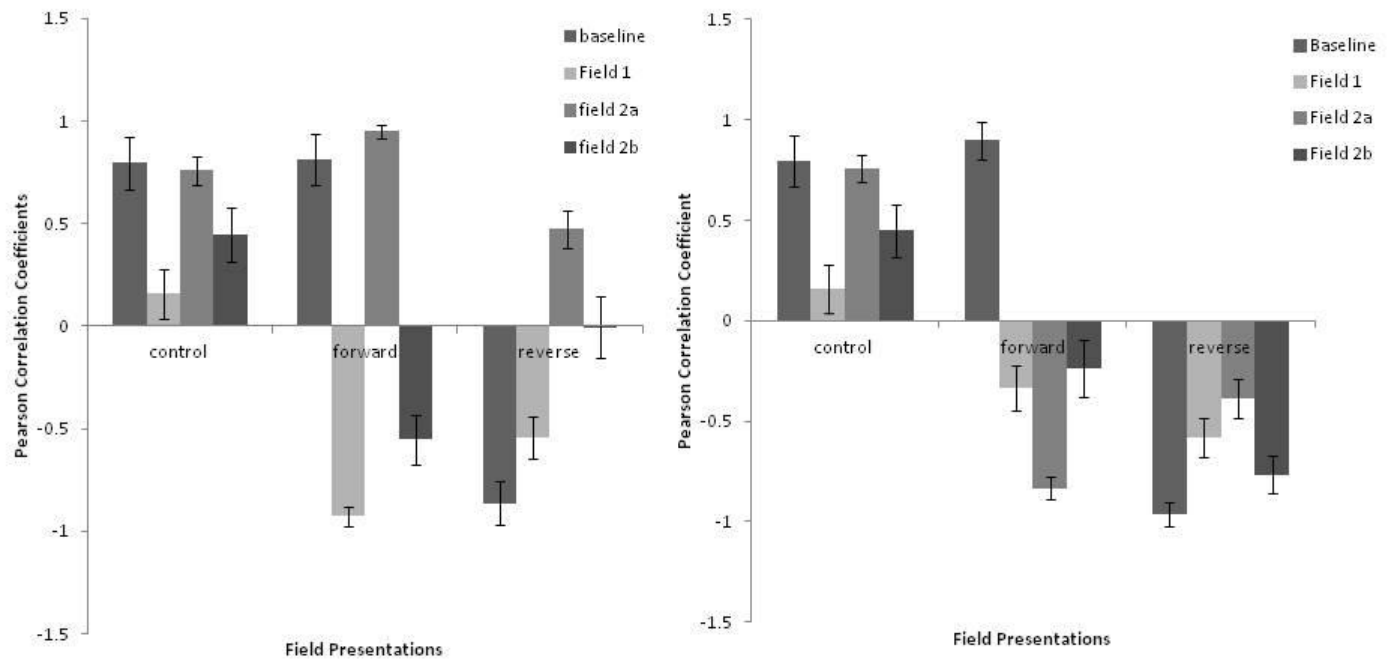 1.5
1
0.5
0
-0.5
-1
-1.5
Pearson Correlation Coefficients
baseline
Field 1
field 2a
field 2b
control
forward
reverse
Field Presentations
1.5
1
0.5
0
-0.5
-1
-1.5
Pearson Correlation Coefficient
Baseline
Field 1
Field 2a
Field 2b
control
forward
reverse
Field Presentations